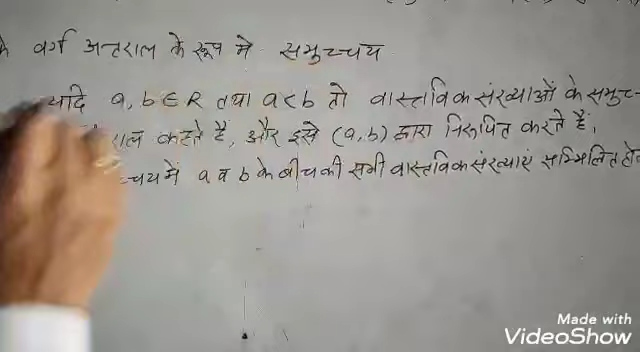 के वर्ग अन्तराल के रूप मे समुच्चय
यदि a, b ∈ R तथा a < b तो वास्तविक संख्याओं के समुच-
राल कहते हैं, और इसे (a, b) द्वारा निरूपित करते हैं,
च्चय में a व b के बीच की सभी वास्तविक संख्याएं सम्मिलित हो
Made with
VideoShow